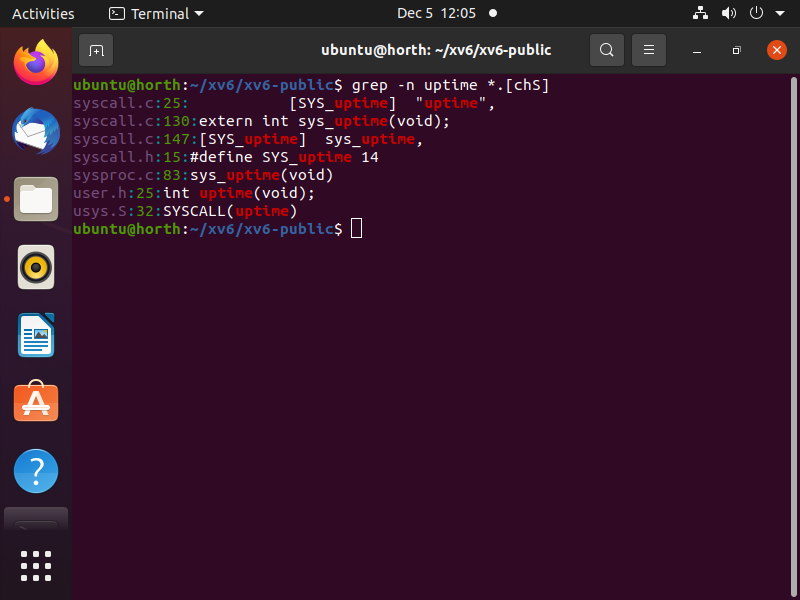 Activities Terminal Dec 5 12:05
ubuntu@horth: ~/xv6/xv6-public
ubuntu@horth:~/xv6/xv6-public$ grep -n uptime *.[chS]
syscall.c:25:           [SYS_uptime]  "uptime",
syscall.c:130:extern int sys_uptime(void);
syscall.c:147:[SYS_uptime]  sys_uptime,
syscall.h:15:#define SYS_uptime 14
sysproc.c:83:sys_uptime(void)
user.h:25:int uptime(void);
usys.S:32:SYSCALL(uptime)
ubuntu@horth:~/xv6/xv6-public$